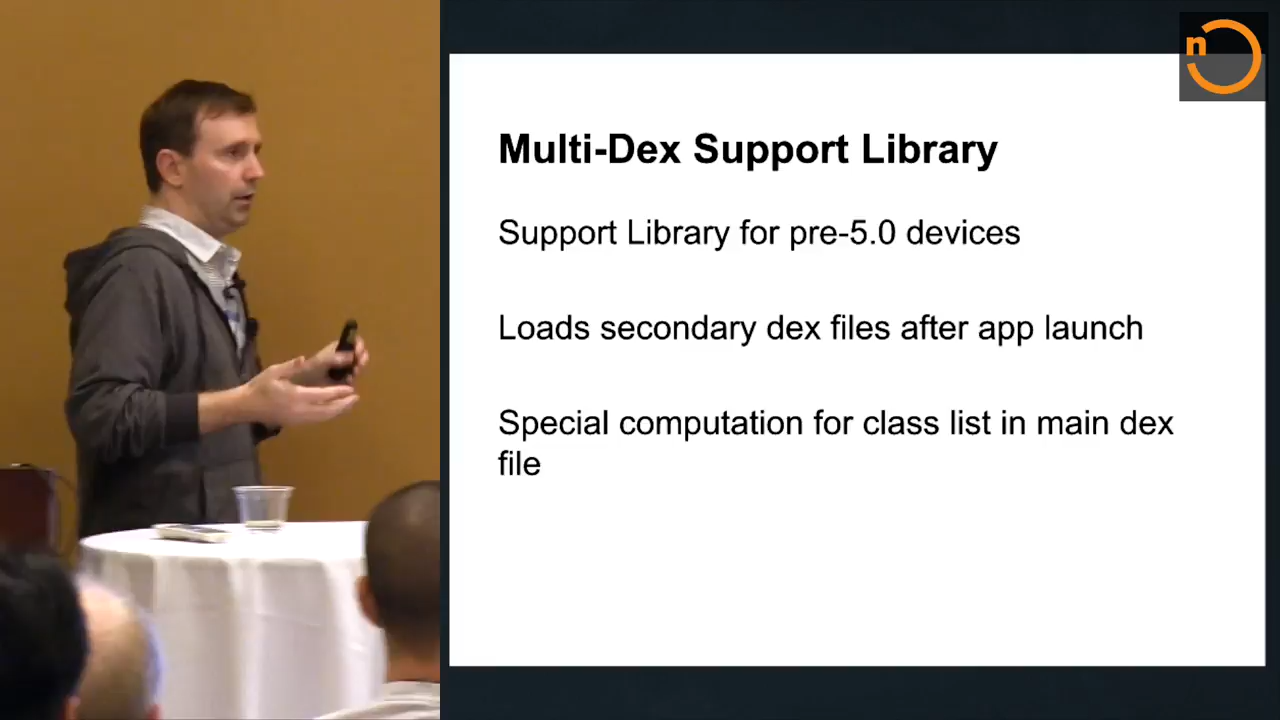 n
Multi-Dex Support Library
Support Library for pre-5.0 devices
Loads secondary dex files after app launch
Special computation for class list in main dex
file